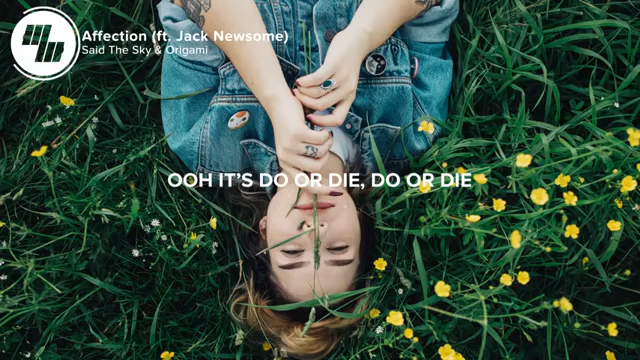 Affection (ft. Jack Newsome)
Said The Sky & Origami
OOH IT'S DO OR DIE, DO OR DIE